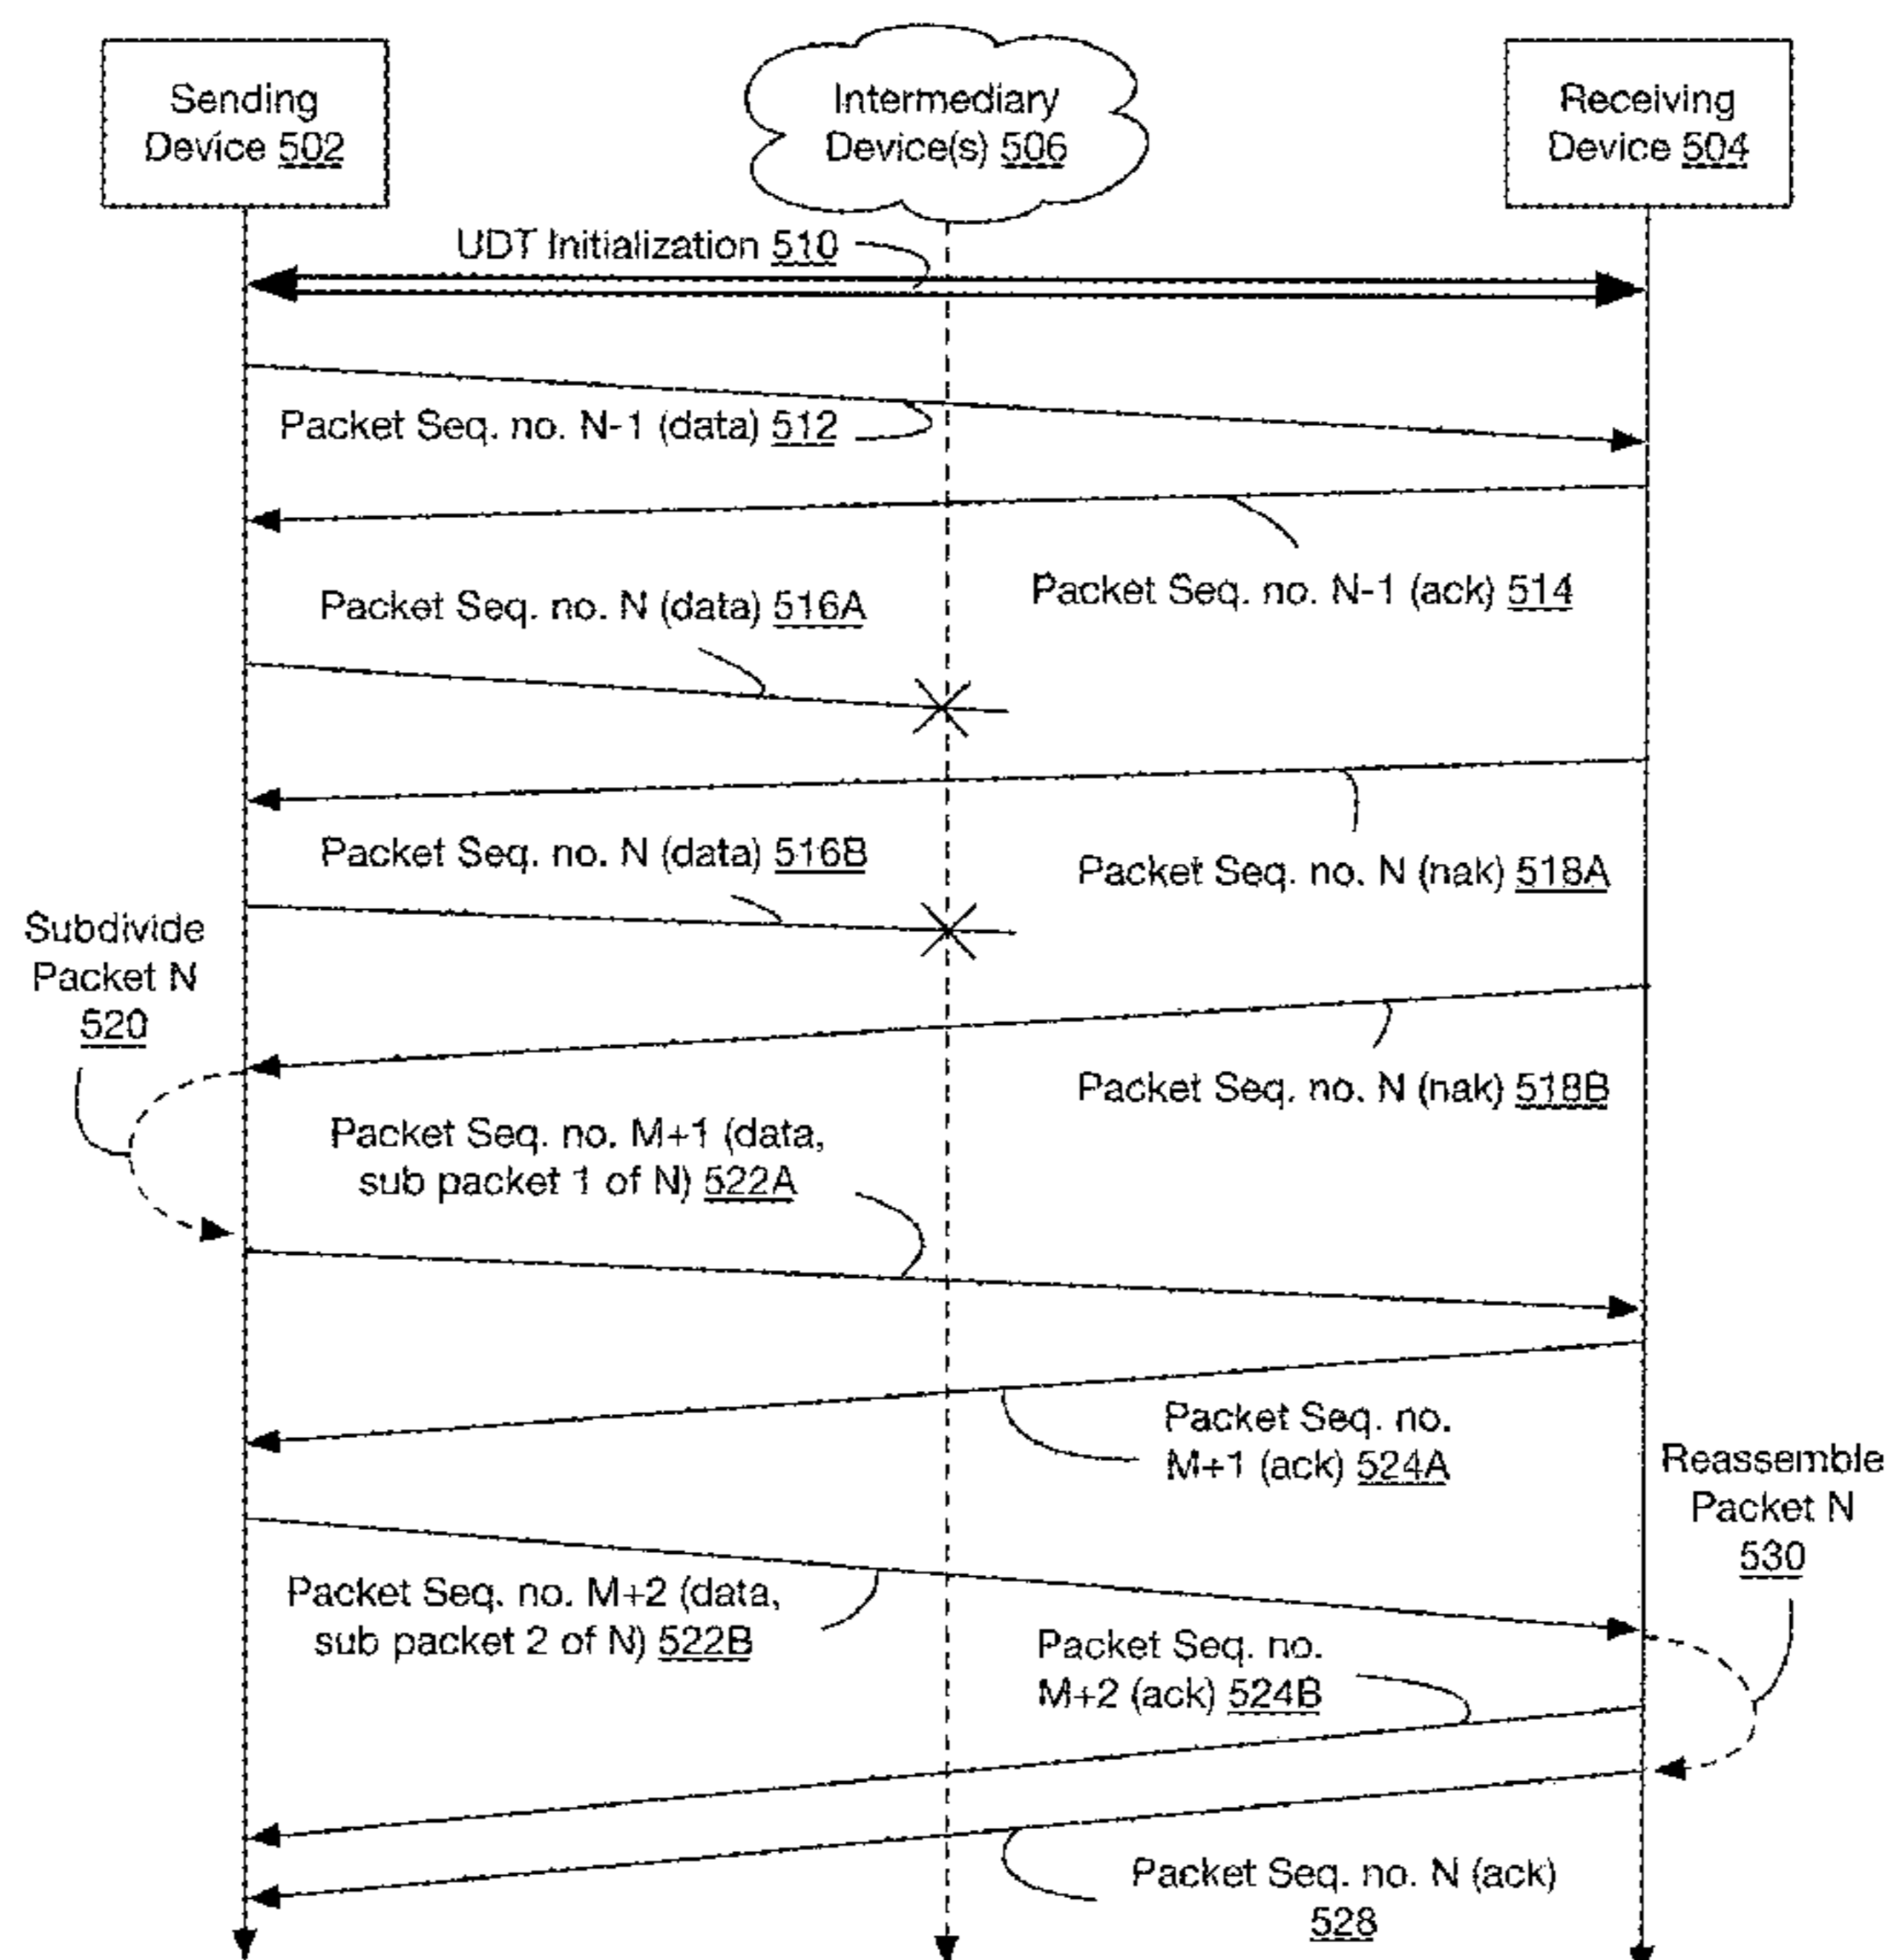 Sending
Device 502
Intermediary
Device(s) 506
Receiving
Device 504
UDT Initialization 510
Packet Seq. no. N-1 (data) 512
Packet Seq. no. N-1 (ack) 514
Packet Seq. no. N (data) 516A
Packet Seq. no. N (data) 516B
Packet Seq. no. N (nak) 518A
Subdivide
Packet N
520
Packet Seq. no. N (nak) 518B
Packet Seq. no. M+1 (data,
sub packet 1 of N) 522A
Packet Seq. no.
M+1 (ack) 524A
Reassemble
Packet N
530
Packet Seq. no. M+2 (data,
sub packet 2 of N) 522B
Packet Seq. no.
M+2 (ack) 524B
Packet Seq. no. N (ack)
528